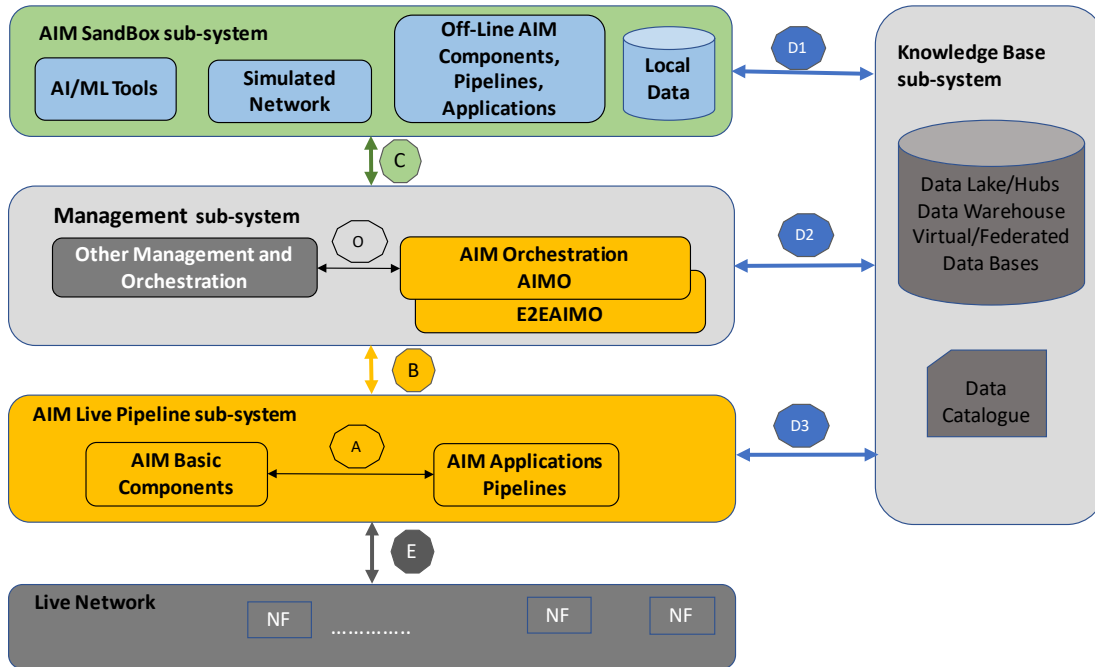 AIM SandBox sub-system
AI/ML Tools
Simulated
Network
Off-Line AIM
Components,
Pipelines,
Applications
Local
Data
D1
Knowledge Base
sub-system
Data Lake/Hubs
Data Warehouse
Virtual/Federated
Data Bases
Data
Catalogue
C
Management sub-system
Other Management and
Orchestration
O
AIM Orchestration
AIMO
E2EAIMO
D2
B
AIM Live Pipeline sub-system
AIM Basic
Components
A
AIM Applications
Pipelines
D3
E
Live Network
NF
…………..
NF
NF